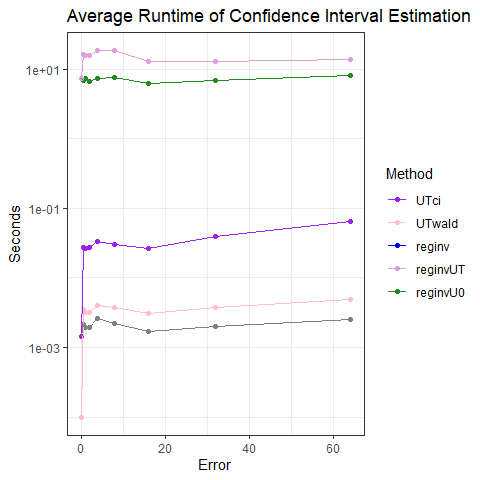 Average Runtime of Confidence Interval Estimation
1e+01
1e-01
1e-03
Seconds
0
20
40
60
Error
Method
UTci
UTwald
reginv
reginvUT
reginvU0